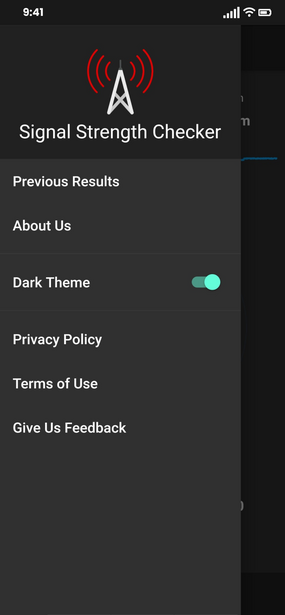 9:41
Signal Strength Checker
Previous Results
m
About Us
Dark Theme
Privacy Policy
Terms of Use
Give Us Feedback